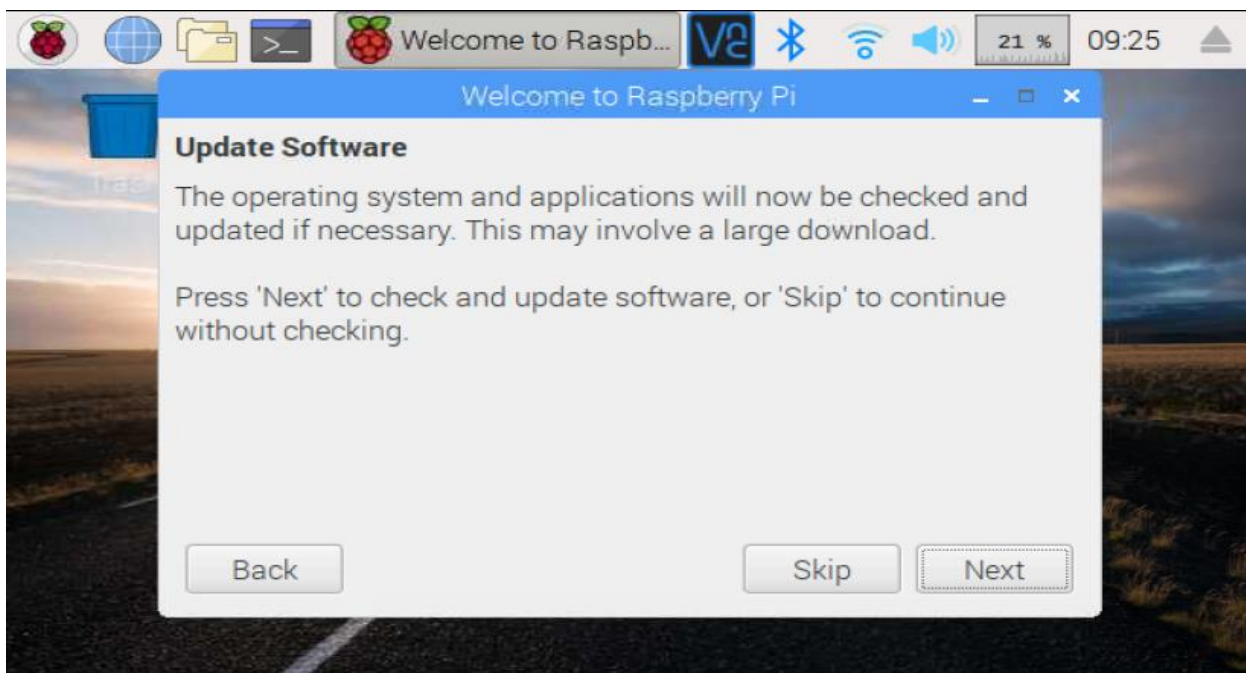 >_
Welcome to Raspb...
21 %
09:25
Welcome to Raspberry Pi
Update Software
The operating system and applications will now be checked and
updated if necessary. This may involve a large download.
Press 'Next' to check and update software, or 'Skip' to continue
without checking.
Back
Skip
Next